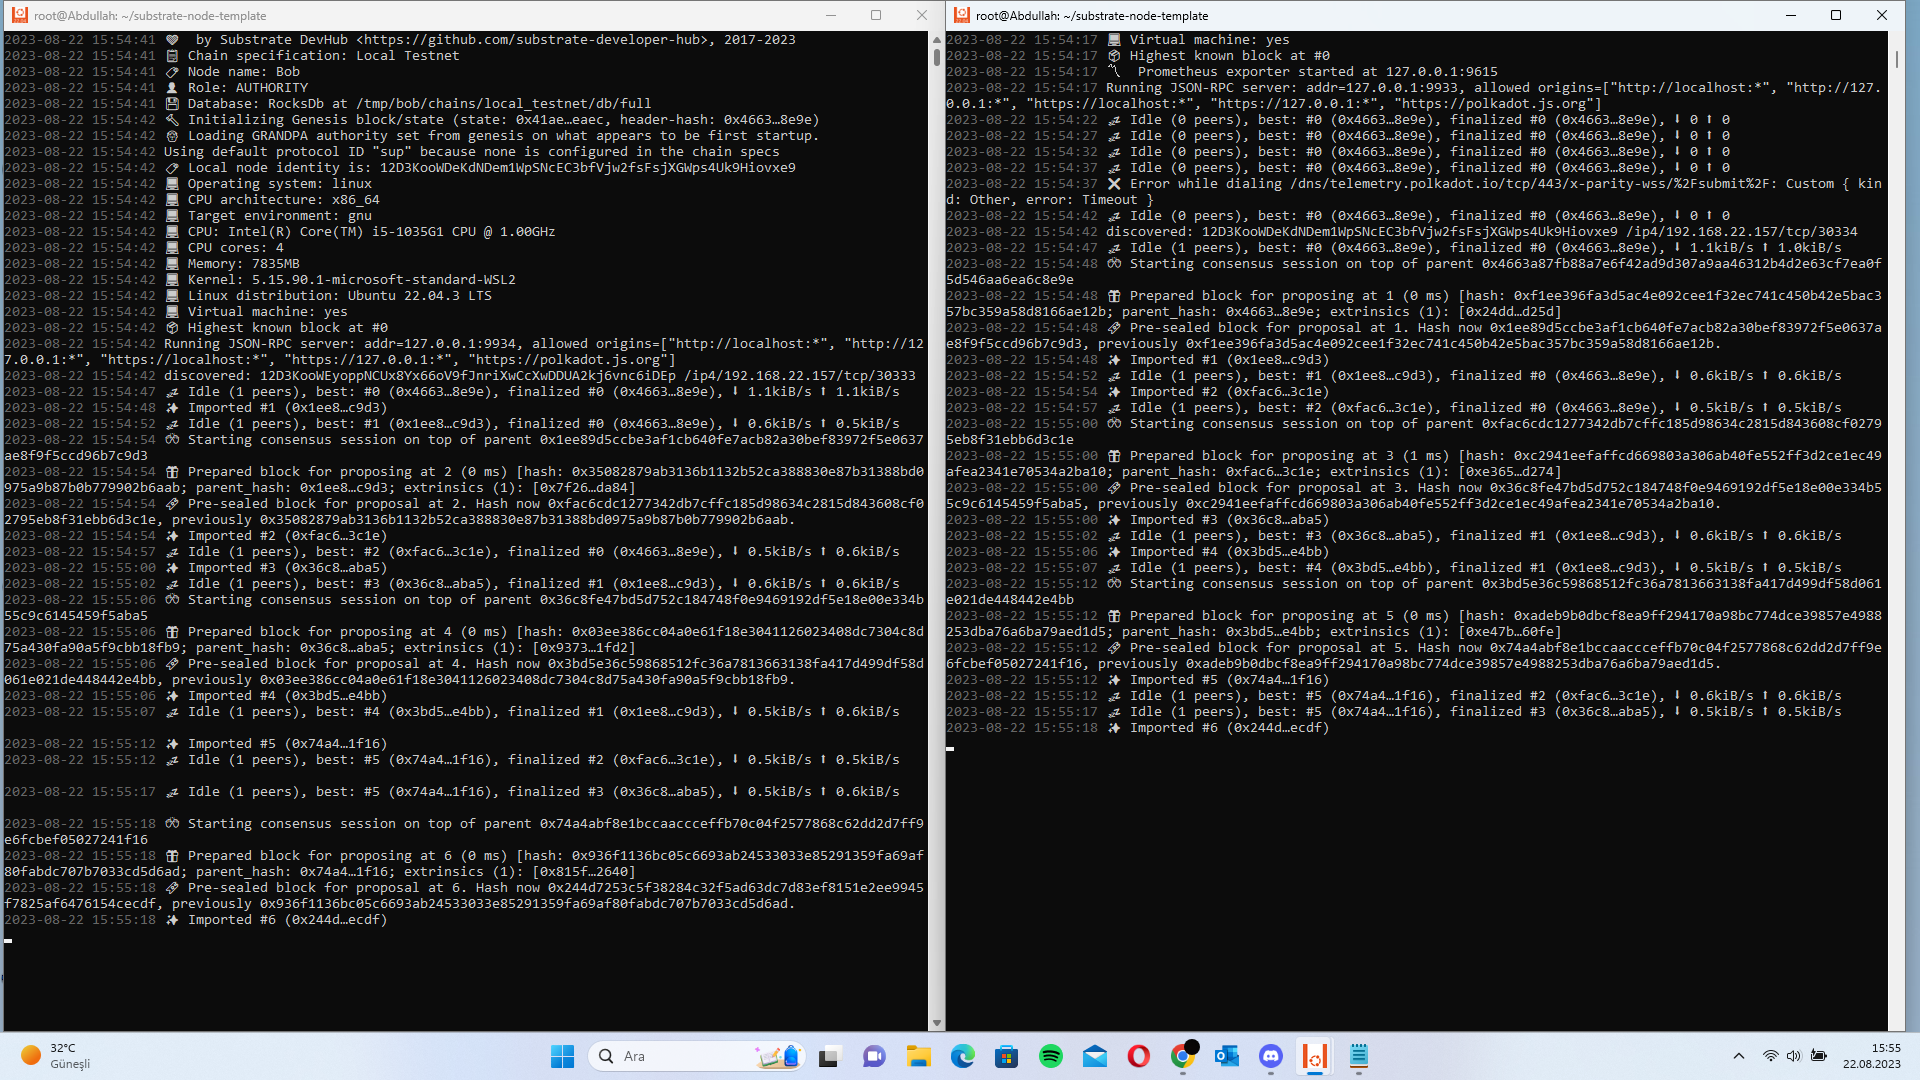 root@Abdullah: ~/substrate-node-template
2023-08-22 15:54:41 by Substrate DevHub <https://github.com/substrate-developer-hub>, 2017-2023
2023-08-22 15:54:41 Chain specification: Local Testnet
2023-08-22 15:54:41 Node name: Bob
2023-08-22 15:54:41 Role: AUTHORITY
2023-08-22 15:54:41 Database: RocksDb at /tmp/bob/chains/local_testnet/db/full
2023-08-22 15:54:42 Initializing Genesis block/state (state: 0x41ae…eaec, header-hash: 0x4663…8e9e)
2023-08-22 15:54:42 Loading GRANDPA authority set from genesis on what appears to be first startup.
2023-08-22 15:54:42 Using default protocol ID "sup" because none is configured in the chain specs
2023-08-22 15:54:42 Local node identity is: 12D3KooWDeKdNDem1WpSNcEC3bfVjw2fsFsjXGWps4Uk9Hiovxe9
2023-08-22 15:54:42 Operating system: linux
2023-08-22 15:54:42 CPU architecture: x86_64
2023-08-22 15:54:42 Target environment: gnu
2023-08-22 15:54:42 CPU: Intel(R) Core(TM) i5-1035G1 CPU @ 1.00GHz
2023-08-22 15:54:42 CPU cores: 4
2023-08-22 15:54:42 Memory: 7835MB
2023-08-22 15:54:42 Kernel: 5.15.90.1-microsoft-standard-WSL2
2023-08-22 15:54:42 Linux distribution: Ubuntu 22.04.3 LTS
2023-08-22 15:54:42 Virtual machine: yes
2023-08-22 15:54:42 Highest known block at #0
2023-08-22 15:54:42 Running JSON-RPC server: addr=127.0.0.1:9934, allowed origins=["http://localhost:*", "http://12
7.0.0.1:*", "https://localhost:*", "https://127.0.0.1:*", "https://polkadot.js.org"]
2023-08-22 15:54:42 discovered: 12D3KooWEyoppNCUx8Yx66oV9fJnriXwCcXwDDUA2kj6vnc6iDEp /ip4/192.168.22.157/tcp/30333
2023-08-22 15:54:47 Idle (1 peers), best: #0 (0x4663…8e9e), finalized #0 (0x4663…8e9e), ⬇ 1.1kiB/s ⬆ 1.1kiB/s
2023-08-22 15:54:48 Imported #1 (0x1ee8…c9d3)
2023-08-22 15:54:52 Idle (1 peers), best: #1 (0x1ee8…c9d3), finalized #0 (0x4663…8e9e), ⬇ 0.6kiB/s ⬆ 0.5kiB/s
2023-08-22 15:54:54 Starting consensus session on top of parent 0x1ee89d5ccbe3af1cb640fe7acb82a30bef83972f5e0637
ae8f9f5ccd96b7c9d3
2023-08-22 15:54:54 Prepared block for proposing at 2 (0 ms) [hash: 0x35082879ab3136b1132b52ca388830e87b31388bd0
975a9b87b0b779902b6aab; parent_hash: 0x1ee8…c9d3; extrinsics (1): [0x7f26…da84]
2023-08-22 15:54:54 Pre-sealed block for proposal at 2. Hash now 0xfac6cdc1277342db7cffc185d98634c2815d843608cf0
2795eb8f31ebb6d3c1e, previously 0x35082879ab3136b1132b52ca388830e87b31388bd0975a9b87b0b779902b6aab.
2023-08-22 15:54:54 Imported #2 (0xfac6…3c1e)
2023-08-22 15:54:57 Idle (1 peers), best: #2 (0xfac6…3c1e), finalized #0 (0x4663…8e9e), ⬇ 0.5kiB/s ⬆ 0.6kiB/s
2023-08-22 15:55:00 Imported #3 (0x36c8…aba5)
2023-08-22 15:55:02 Idle (1 peers), best: #3 (0x36c8…aba5), finalized #1 (0x1ee8…c9d3), ⬇ 0.6kiB/s ⬆ 0.6kiB/s
2023-08-22 15:55:06 Starting consensus session on top of parent 0x36c8fe47bd5d752c184748f0e9469192df5e18e00e334b
55c9c6145459f5aba5
2023-08-22 15:55:06 Prepared block for proposing at 4 (0 ms) [hash: 0x03ee386cc04a0e61f18e3041126023408dc7304c8d
75a430fa90a5f9cbb18fb9; parent_hash: 0x36c8…aba5; extrinsics (1): [0x9373…1fd2]
2023-08-22 15:55:06 Pre-sealed block for proposal at 4. Hash now 0x3bd5e36c59868512fc36a7813663138fa417d499df58d
061e021de448442e4bb, previously 0x03ee386cc04a0e61f18e3041126023408dc7304c8d75a430fa90a5f9cbb18fb9.
2023-08-22 15:55:06 Imported #4 (0x3bd5…e4bb)
2023-08-22 15:55:07 Idle (1 peers), best: #4 (0x3bd5…e4bb), finalized #1 (0x1ee8…c9d3), ⬇ 0.5kiB/s ⬆ 0.6kiB/s
2023-08-22 15:55:12 Imported #5 (0x74a4…1f16)
2023-08-22 15:55:12 Idle (1 peers), best: #5 (0x74a4…1f16), finalized #2 (0xfac6…3c1e), ⬇ 0.5kiB/s ⬆ 0.5kiB/s
2023-08-22 15:55:17 Idle (1 peers), best: #5 (0x74a4…1f16), finalized #3 (0x36c8…aba5), ⬇ 0.5kiB/s ⬆ 0.6kiB/s
2023-08-22 15:55:18 Starting consensus session on top of parent 0x74a4abf8e1bccaaccceffb70c04f2577868c62dd2d7ff9
e6fcbef05027241f16
2023-08-22 15:55:18 Prepared block for proposing at 6 (0 ms) [hash: 0x936f1136bc05c6693ab24533033e85291359fa69af
80fabdc707b7033cd5d6ad; parent_hash: 0x74a4…1f16; extrinsics (1): [0x815f…2640]
2023-08-22 15:55:18 Pre-sealed block for proposal at 6. Hash now 0x244d7253c5f38284c32f5ad63dc7d83ef8151e2ee9945
f7825af6476154cecdf, previously 0x936f1136bc05c6693ab24533033e85291359fa69af80fabdc707b7033cd5d6ad.
2023-08-22 15:55:18 Imported #6 (0x244d…ecdf)
root@Abdullah: ~/substrate-node-template
2023-08-22 15:54:17 Virtual machine: yes
2023-08-22 15:54:17 Highest known block at #0
2023-08-22 15:54:17 Prometheus exporter started at 127.0.0.1:9615
2023-08-22 15:54:17 Running JSON-RPC server: addr=127.0.0.1:9933, allowed origins=["http://localhost:*", "http://127.
0.0.1:*", "https://localhost:*", "https://127.0.0.1:*", "https://polkadot.js.org"]
2023-08-22 15:54:22 Idle (0 peers), best: #0 (0x4663…8e9e), finalized #0 (0x4663…8e9e), ⬇ 0 ⬆ 0
2023-08-22 15:54:27 Idle (0 peers), best: #0 (0x4663…8e9e), finalized #0 (0x4663…8e9e), ⬇ 0 ⬆ 0
2023-08-22 15:54:32 Idle (0 peers), best: #0 (0x4663…8e9e), finalized #0 (0x4663…8e9e), ⬇ 0 ⬆ 0
2023-08-22 15:54:37 Idle (0 peers), best: #0 (0x4663…8e9e), finalized #0 (0x4663…8e9e), ⬇ 0 ⬆ 0
2023-08-22 15:54:37 ❌ Error while dialing /dns/telemetry.polkadot.io/tcp/443/x-parity-wss/%2Fsubmit%2F: Custom { kin
d: Other, error: Timeout }
2023-08-22 15:54:42 Idle (0 peers), best: #0 (0x4663…8e9e), finalized #0 (0x4663…8e9e), ⬇ 0 ⬆ 0
2023-08-22 15:54:42 discovered: 12D3KooWDeKdNDem1WpSNcEC3bfVjw2fsFsjXGWps4Uk9Hiovxe9 /ip4/192.168.22.157/tcp/30334
2023-08-22 15:54:47 Idle (1 peers), best: #0 (0x4663…8e9e), finalized #0 (0x4663…8e9e), ⬇ 1.1kiB/s ⬆ 1.0kiB/s
2023-08-22 15:54:48 Starting consensus session on top of parent 0x4663a87fb88a7e6f42ad9d307a9aa46312b4d2e63cf7ea0f
5d546aa6ea6c8e9e
2023-08-22 15:54:48 Prepared block for proposing at 1 (0 ms) [hash: 0xf1ee396fa3d5ac4e092cee1f32ec741c450b42e5bac3
57bc359a58d8166ae12b; parent_hash: 0x4663…8e9e; extrinsics (1): [0x24dd…d25d]
2023-08-22 15:54:48 Pre-sealed block for proposal at 1. Hash now 0x1ee89d5ccbe3af1cb640fe7acb82a30bef83972f5e0637a
e8f9f5ccd96b7c9d3, previously 0xf1ee396fa3d5ac4e092cee1f32ec741c450b42e5bac357bc359a58d8166ae12b.
2023-08-22 15:54:48 Imported #1 (0x1ee8…c9d3)
2023-08-22 15:54:52 Idle (1 peers), best: #1 (0x1ee8…c9d3), finalized #0 (0x4663…8e9e), ⬇ 0.6kiB/s ⬆ 0.6kiB/s
2023-08-22 15:54:54 Imported #2 (0xfac6…3c1e)
2023-08-22 15:54:57 Idle (1 peers), best: #2 (0xfac6…3c1e), finalized #0 (0x4663…8e9e), ⬇ 0.5kiB/s ⬆ 0.5kiB/s
2023-08-22 15:55:00 Starting consensus session on top of parent 0xfac6cdc1277342db7cffc185d98634c2815d843608cf0279
5eb8f31ebb6d3c1e
2023-08-22 15:55:00 Prepared block for proposing at 3 (1 ms) [hash: 0xc2941eefaffcd669803a306ab40fe552ff3d2ce1ec49
afea2341e70534a2ba10; parent_hash: 0xfac6…3c1e; extrinsics (1): [0xe365…d274]
2023-08-22 15:55:00 Pre-sealed block for proposal at 3. Hash now 0x36c8fe47bd5d752c184748f0e9469192df5e18e00e334b5
5c9c6145459f5aba5, previously 0xc2941eefaffcd669803a306ab40fe552ff3d2ce1ec49afea2341e70534a2ba10.
2023-08-22 15:55:00 Imported #3 (0x36c8…aba5)
2023-08-22 15:55:02 Idle (1 peers), best: #3 (0x36c8…aba5), finalized #1 (0x1ee8…c9d3), ⬇ 0.6kiB/s ⬆ 0.6kiB/s
2023-08-22 15:55:06 Imported #4 (0x3bd5…e4bb)
2023-08-22 15:55:07 Idle (1 peers), best: #4 (0x3bd5…e4bb), finalized #1 (0x1ee8…c9d3), ⬇ 0.5kiB/s ⬆ 0.5kiB/s
2023-08-22 15:55:12 Starting consensus session on top of parent 0x3bd5e36c59868512fc36a7813663138fa417d499df58d061
e021de448442e4bb
2023-08-22 15:55:12 Prepared block for proposing at 5 (0 ms) [hash: 0xadeb9b0dbcf8ea9ff294170a98bc774dce39857e4988
253dba76a6ba79aed1d5; parent_hash: 0x3bd5…e4bb; extrinsics (1): [0xe47b…60fe]
2023-08-22 15:55:12 Pre-sealed block for proposal at 5. Hash now 0x74a4abf8e1bccaaccceffb70c04f2577868c62dd2d7ff9e
6fcbef05027241f16, previously 0xadeb9b0dbcf8ea9ff294170a98bc774dce39857e4988253dba76a6ba79aed1d5.
2023-08-22 15:55:12 Imported #5 (0x74a4…1f16)
2023-08-22 15:55:12 Idle (1 peers), best: #5 (0x74a4…1f16), finalized #2 (0xfac6…3c1e), ⬇ 0.6kiB/s ⬆ 0.6kiB/s
2023-08-22 15:55:17 Idle (1 peers), best: #5 (0x74a4…1f16), finalized #3 (0x36c8…aba5), ⬇ 0.5kiB/s ⬆ 0.5kiB/s
2023-08-22 15:55:18 Imported #6 (0x244d…ecdf)
32°C
Güneşli
Ara
15:55
22.08.2023